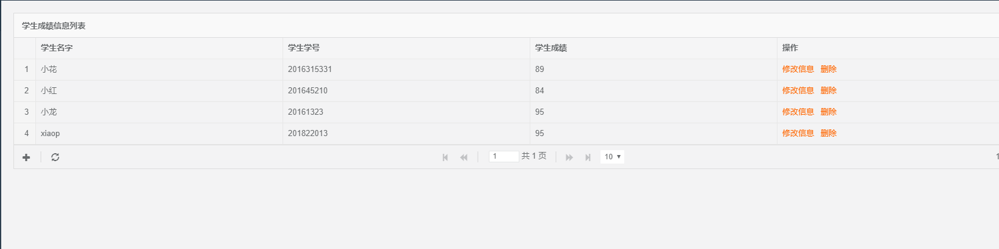 学生成绩信息列表
学生名字 学生学号 学生成绩 操作
1 小花 2016315331 89 修改信息 删除
2 小红 201645210 84 修改信息 删除
3 小龙 20161323 95 修改信息 删除
4 xiaop 201822013 95 修改信息 删除
1 共 1 页 10 1